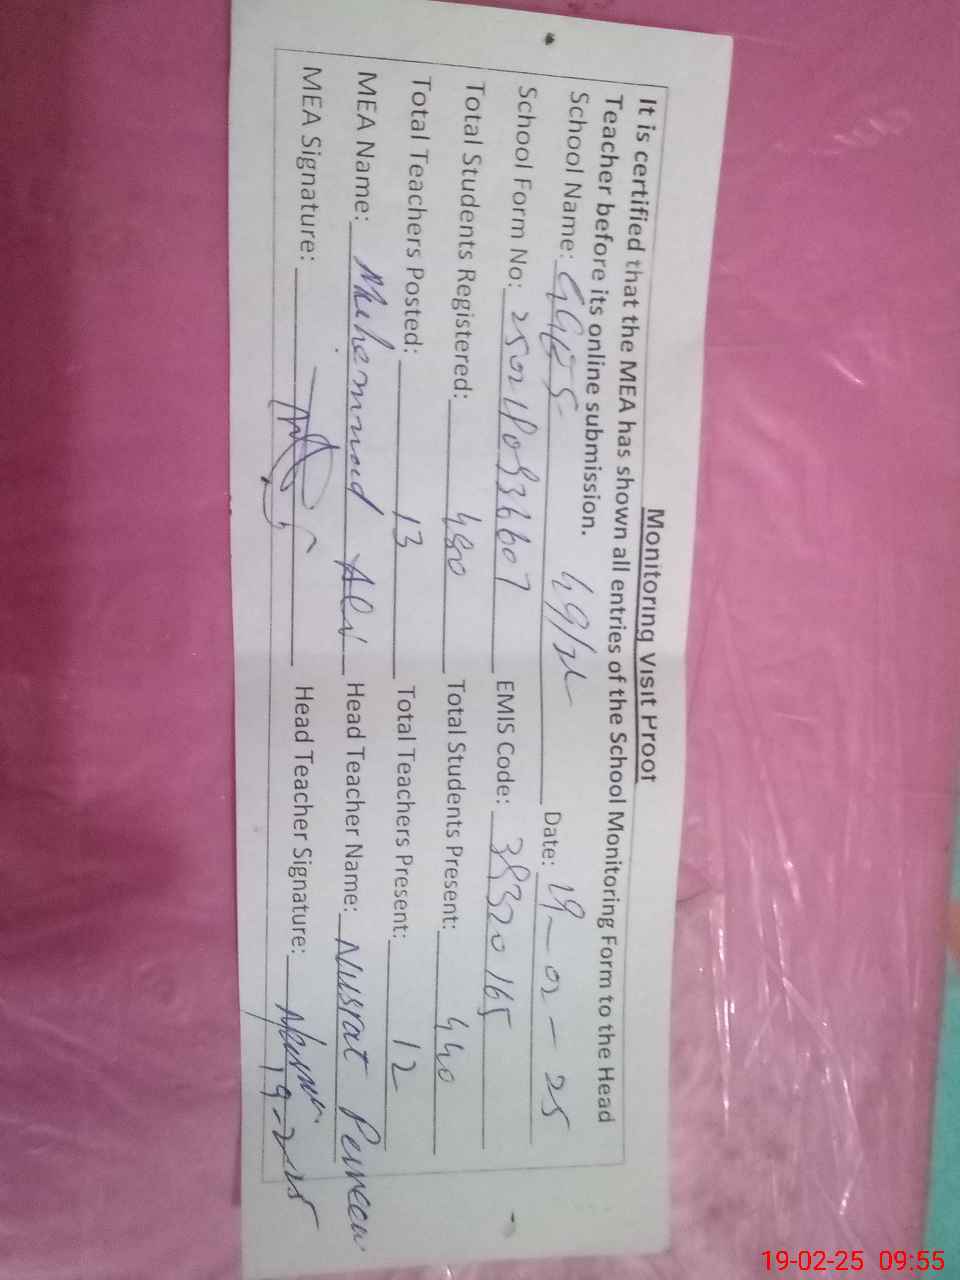 Monitoring Visit Proof
It is certified that the MEA has shown all entries of the School Monitoring Form to the Head
Teacher before its online submission.
School Name: GGES 49/2L Date: 19-02-25
School Form No: EMIS Code: 39320165
Total Students Registered: 480 Total Students Present: 440
Total Teachers Posted: 13 Total Teachers Present: 12
MEA Name: Muhammad Head Teacher Name: Nusrat Perveen
MEA Signature: Head Teacher Signature: 19-2-25
19-02-25 09:55